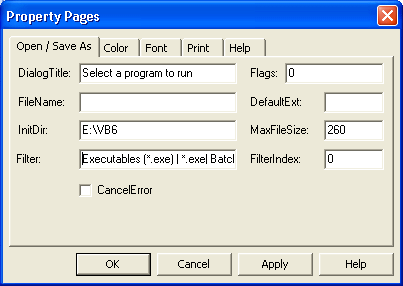 Property Pages
Open / Save As Color Font Print Help
DialogTitle: Select a program to run Flags: 0
FileName: DefaultExt:
InitDir: E:\VB6 MaxFileSize: 260
Filter: Executables (*.exe) | *.exe| Batch FilterIndex: 0
CancelError
OK Cancel Apply Help